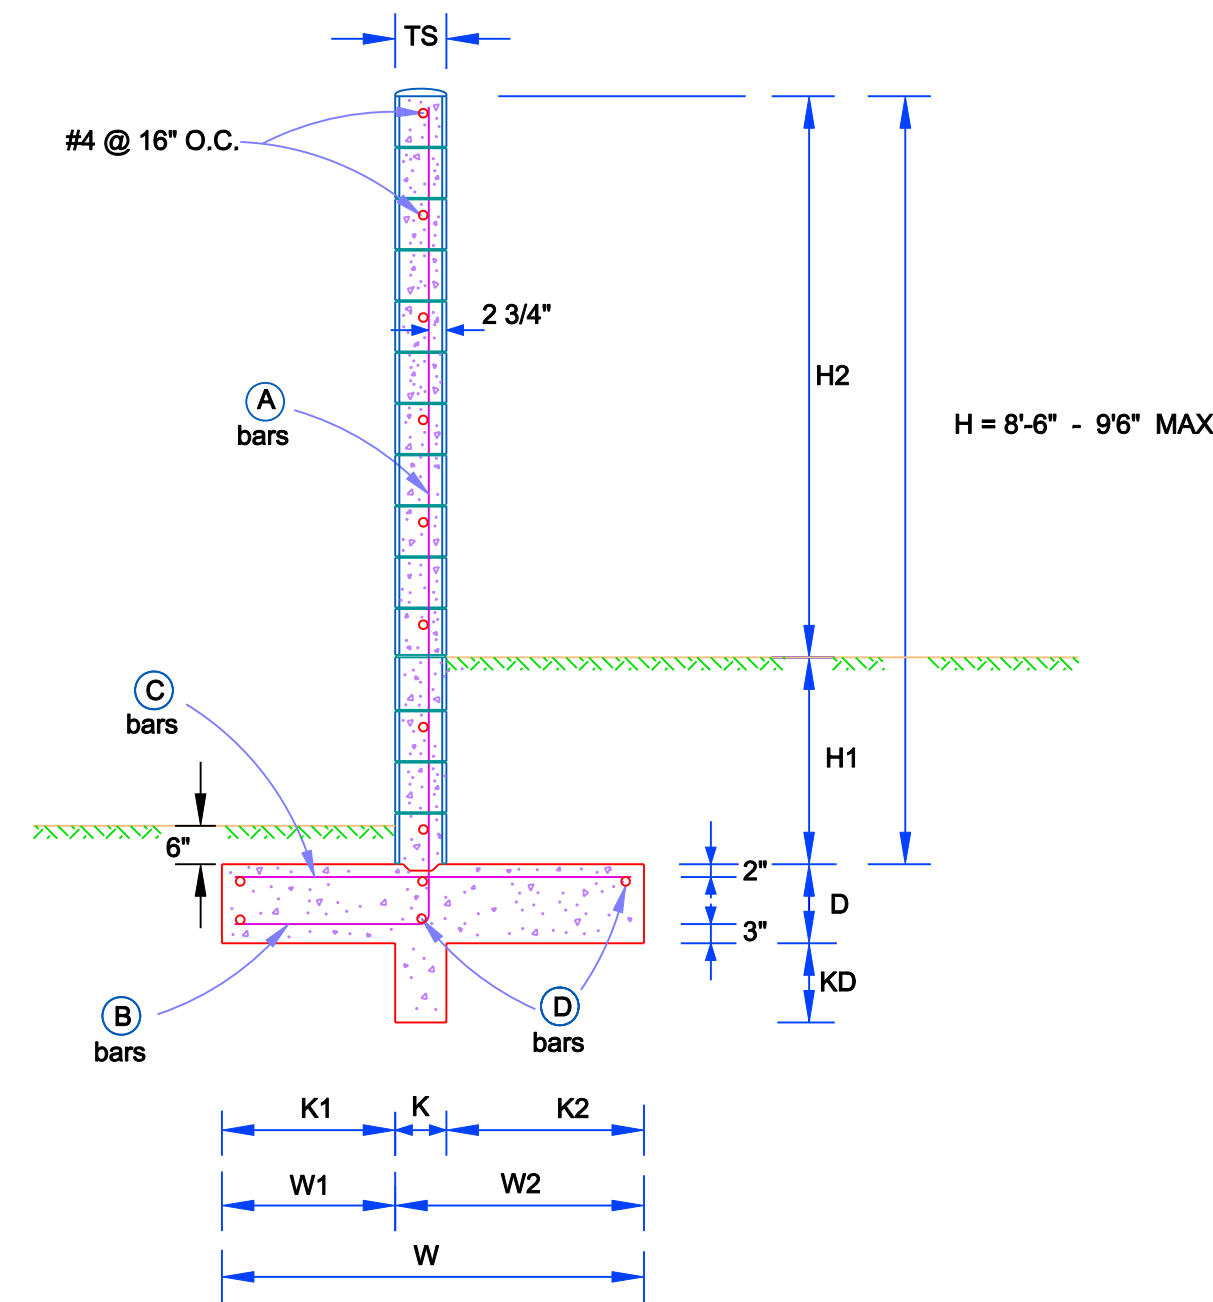 TS
#4 @ 16" O.C.
2 3/4"
H2
A
bars
H = 8'-6" - 9'6" MAX
C
bars
H1
6"
2"
D
3"
KD
B
bars
D
bars
K1 K K2
W1 W2
W